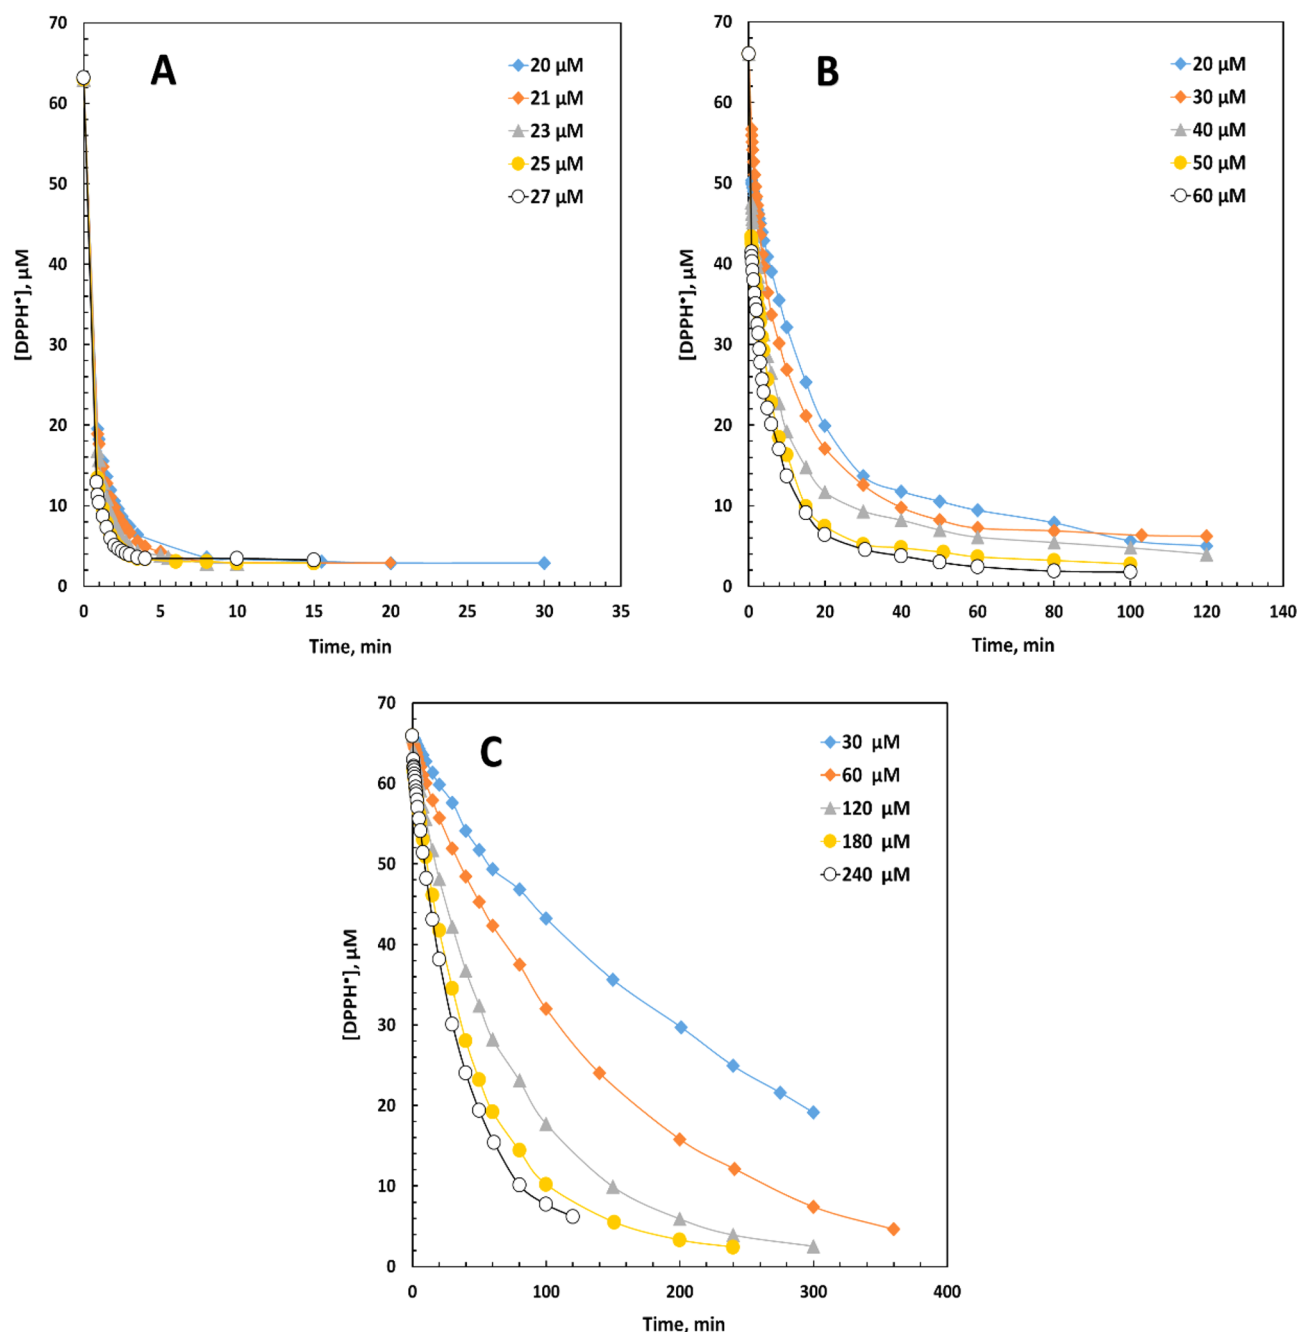 A
20 µM
21 µM
23 µM
25 µM
27 µM
70
60
50
40
30
20
10
0
[DPPH•], µM
0 5 10 15 20 25 30 35
Time, min
B
20 µM
30 µM
40 µM
50 µM
60 µM
70
60
50
40
30
20
10
0
[DPPH•], µM
0 20 40 60 80 100 120 140
Time, min
C
30 µM
60 µM
120 µM
180 µM
240 µM
70
60
50
40
30
20
10
0
[DPPH•], µM
0 100 200 300 400
Time, min